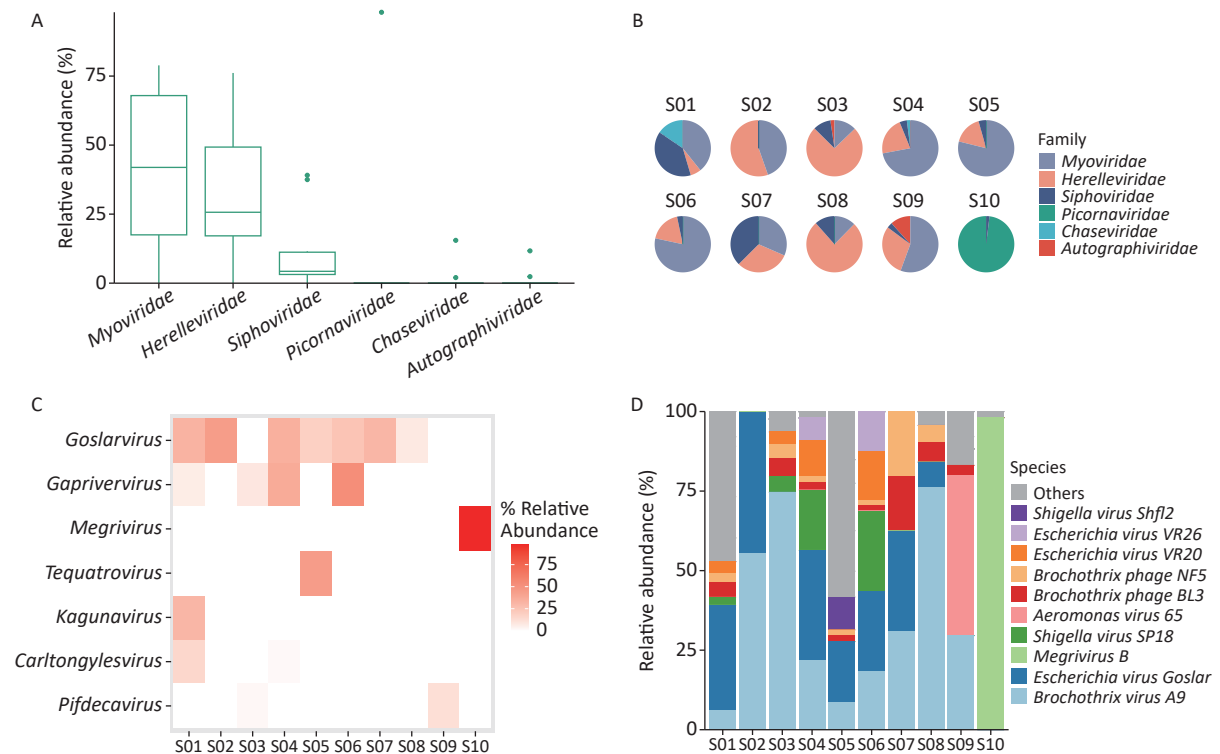 A
Relative abundance (%)
75
50
25
0
Myoviridae
Herelleviridae
Siphoviridae
Picornaviridae
Chaseviridae
Autographiviridae
B
S01 S02 S03 S04 S05
S06 S07 S08 S09 S10
Family
Myoviridae
Herelleviridae
Siphoviridae
Picornaviridae
Chaseviridae
Autographiviridae
C
Goslarvirus
Gaprivervirus
Megrivirus
Tequatrovirus
Kagunavirus
Carltongylesvirus
Pifdecavirus
S01 S02 S03 S04 S05 S06 S07 S08 S09 S10
% Relative
Abundance
75
50
25
0
D
Relative abundance (%)
100
75
50
25
0
S01 S02 S03 S04 S05 S06 S07 S08 S09 S10
Species
Others
Shigella virus Shfl2
Escherichia virus VR26
Escherichia virus VR20
Brochothrix phage NF5
Brochothrix phage BL3
Aeromonas virus 65
Shigella virus SP18
Megrivirus B
Escherichia virus Goslar
Brochothrix virus A9